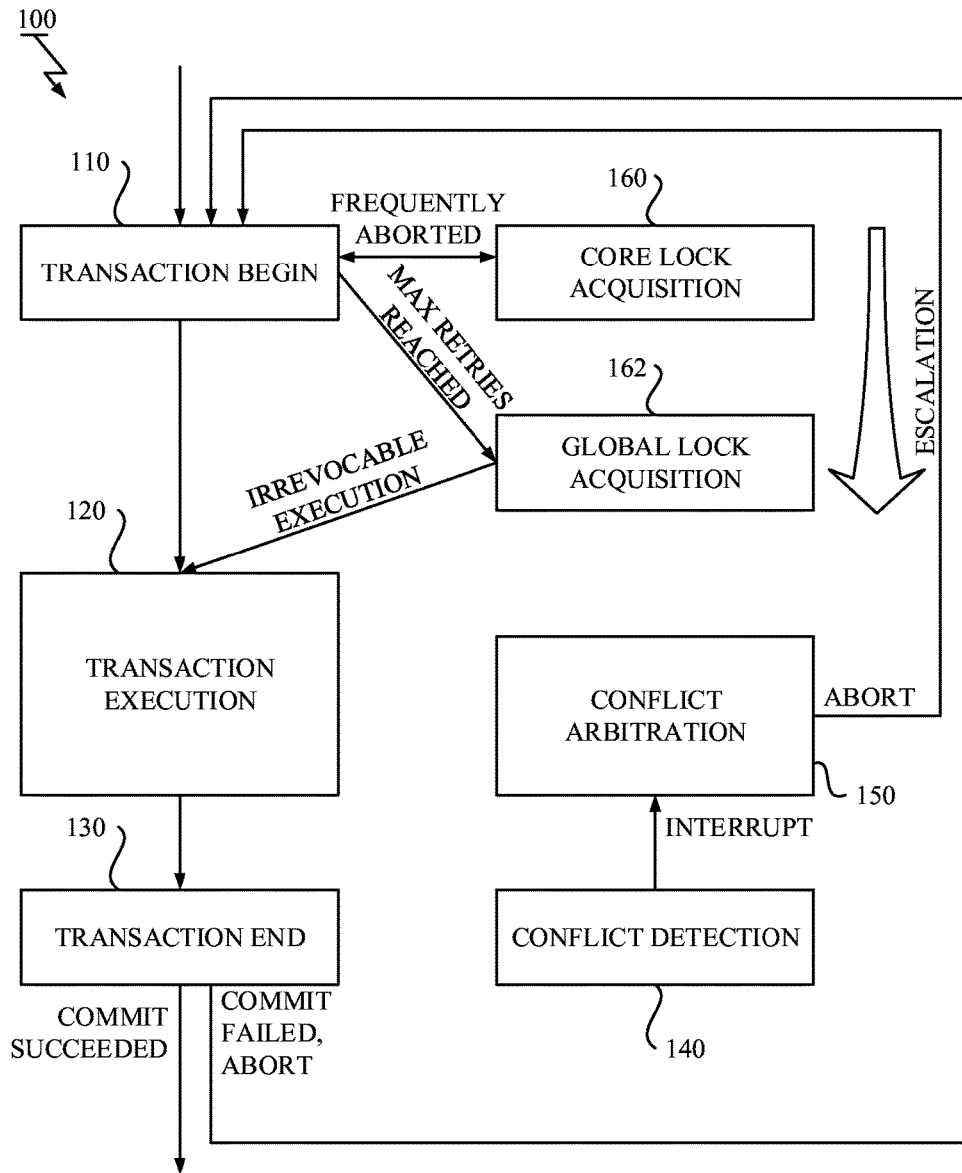 100
110
TRANSACTION BEGIN
FREQUENTLY
ABORTED
160
CORE LOCK
ACQUISITION
MAX RETRIES
REACHED
162
GLOBAL LOCK
ACQUISITION
ESCALATION
IRREVOCABLE
EXECUTION
120
TRANSACTION
EXECUTION
CONFLICT
ARBITRATION
ABORT
150
INTERRUPT
130
TRANSACTION END
CONFLICT DETECTION
140
COMMIT
SUCCEEDED
COMMIT
FAILED,
ABORT